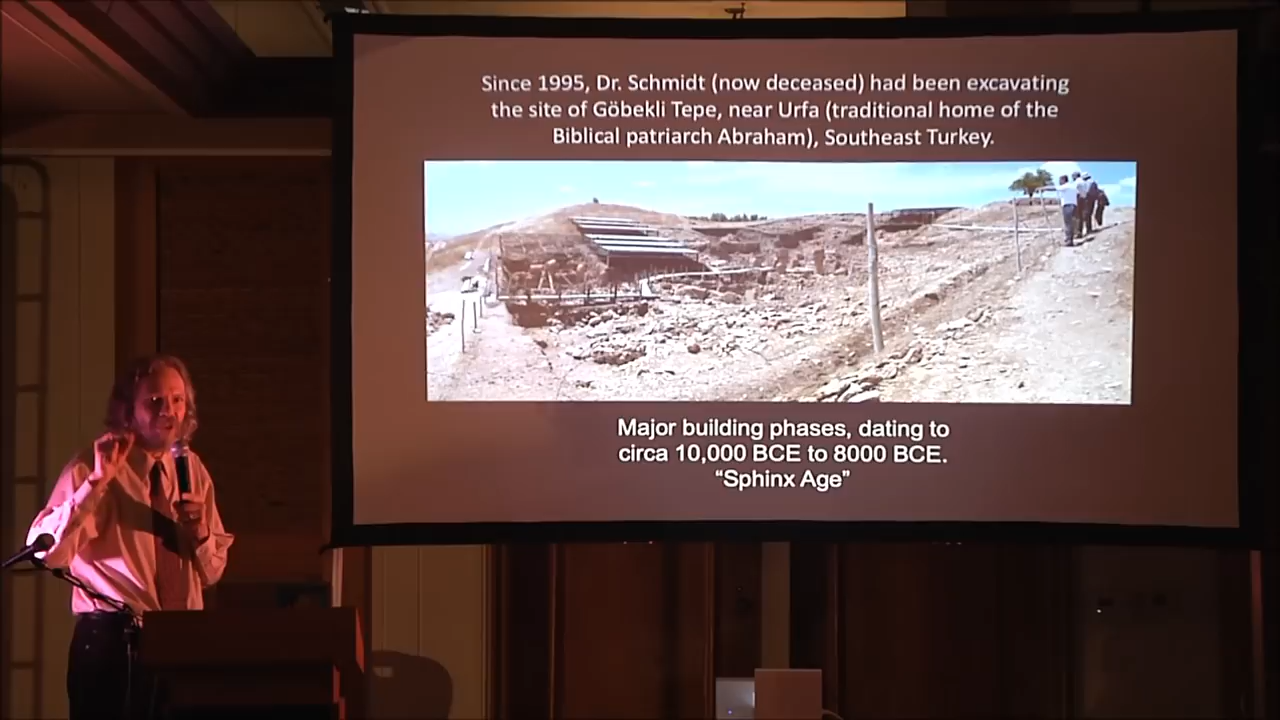 Since 1995, Dr. Schmidt (now deceased) had been excavating
the site of Göbekli Tepe, near Urfa (traditional home of the
Biblical patriarch Abraham), Southeast Turkey.
Major building phases, dating to
circa 10,000 BCE to 8000 BCE.
“Sphinx Age”